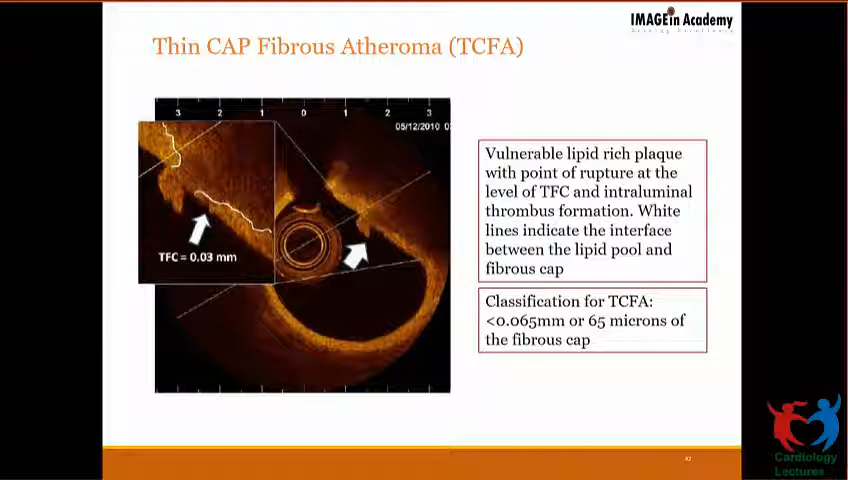 IMAGEin Academy
Thin CAP Fibrous Atheroma (TCFA)
3 2 1 0 1 2 3
05/12/2010 0
TFC = 0.03 mm
Vulnerable lipid rich plaque
with point of rupture at the
level of TFC and intraluminal
thrombus formation. White
lines indicate the interface
between the lipid pool and
fibrous cap
Classification for TCFA:
<0.065mm or 65 microns of
the fibrous cap
Cardiology
Lectures